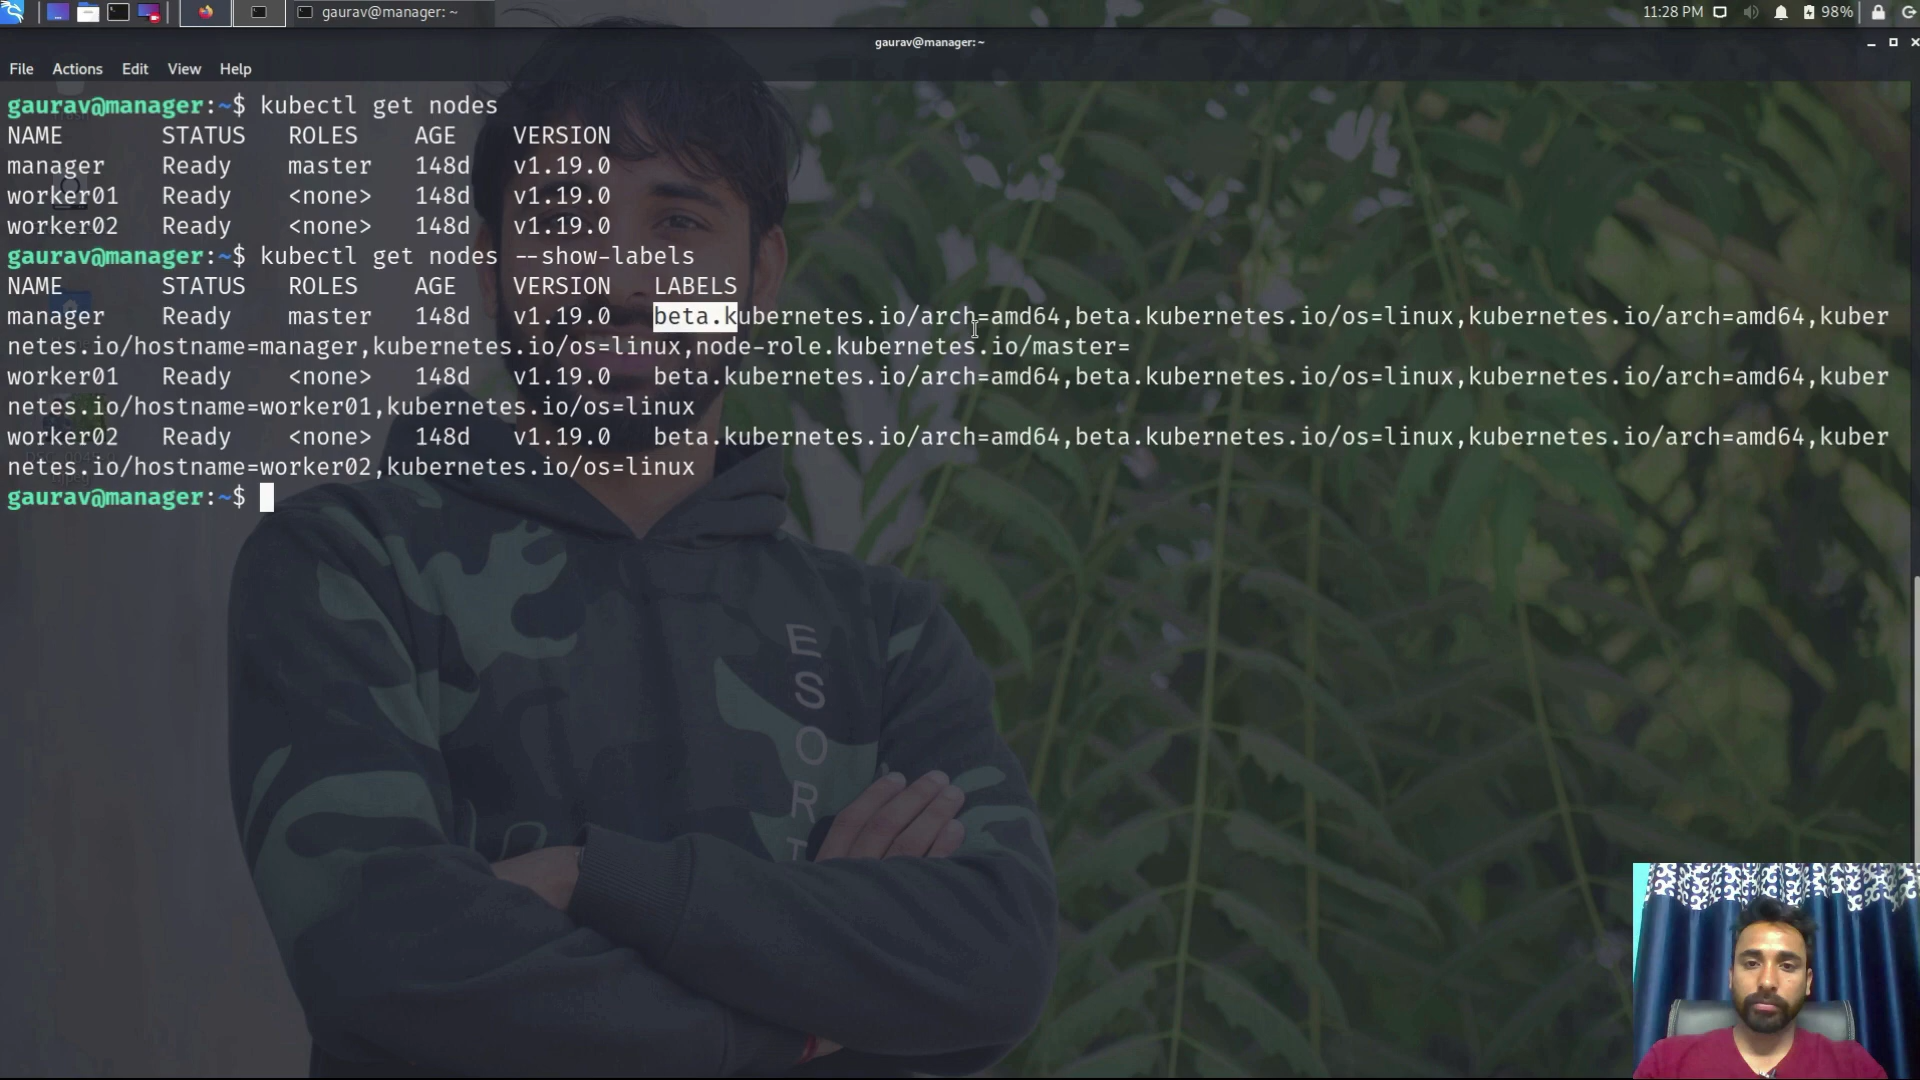 gaurav@manager: ~
11:28 PM
98%
gaurav@manager: ~
File Actions Edit View Help
gaurav@manager:~$ kubectl get nodes
NAME STATUS ROLES AGE VERSION
manager Ready master 148d v1.19.0
worker01 Ready <none> 148d v1.19.0
worker02 Ready <none> 148d v1.19.0
gaurav@manager:~$ kubectl get nodes --show-labels
NAME STATUS ROLES AGE VERSION LABELS
manager Ready master 148d v1.19.0 beta.kubernetes.io/arch=amd64,beta.kubernetes.io/os=linux,kubernetes.io/arch=amd64,kuber
netes.io/hostname=manager,kubernetes.io/os=linux,node-role.kubernetes.io/master=
worker01 Ready <none> 148d v1.19.0 beta.kubernetes.io/arch=amd64,beta.kubernetes.io/os=linux,kubernetes.io/arch=amd64,kuber
netes.io/hostname=worker01,kubernetes.io/os=linux
worker02 Ready <none> 148d v1.19.0 beta.kubernetes.io/arch=amd64,beta.kubernetes.io/os=linux,kubernetes.io/arch=amd64,kuber
netes.io/hostname=worker02,kubernetes.io/os=linux
gaurav@manager:~$
ESORT